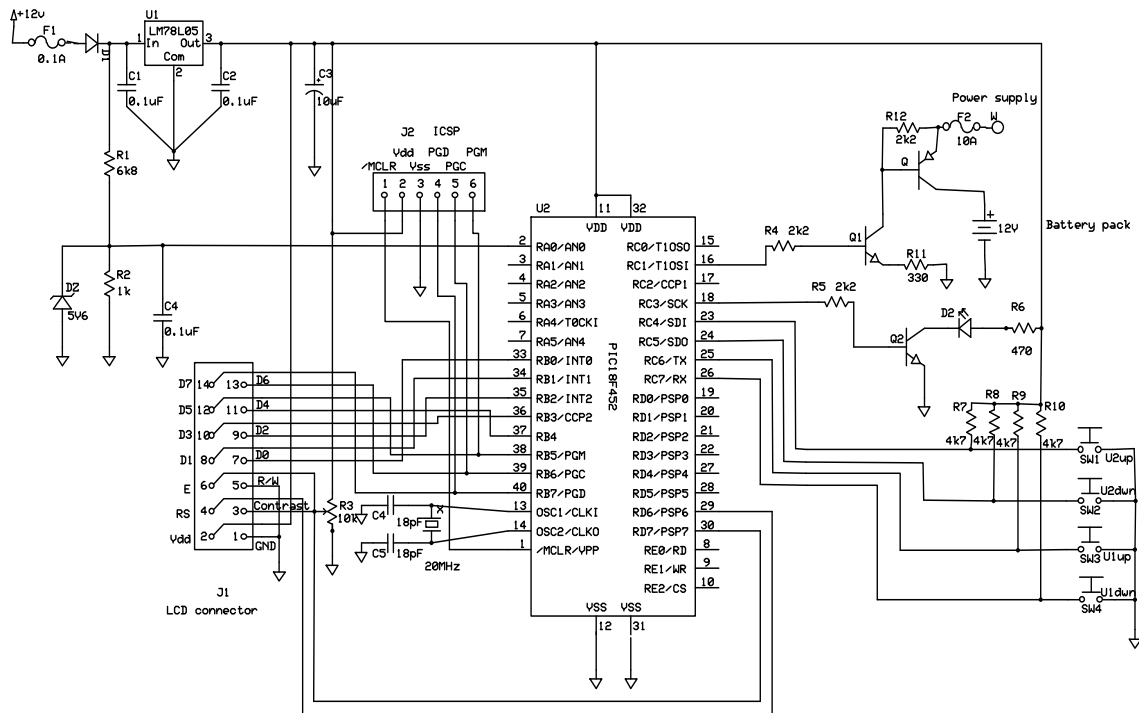 +12v
F1
0.1A
D1
U1
LM78L05
1 In Out 3
Com
2
C1
0.1uF
C2
0.1uF
C3
10uF
R1
6k8
R2
1k
DZ
5V6
C4
0.1uF
J2 ICSP
Vdd PGD PGM
/MCLR Vss PGC
1 2 3 4 5 6
U2
11 32
VDD VDD
PIC18F452
2 RA0/AN0
3 RA1/AN1
4 RA2/AN2
5 RA3/AN3
6 RA4/T0CKI
7 RA5/AN4
33 RB0/INT0
34 RB1/INT1
35 RB2/INT2
36 RB3/CCP2
37 RB4
38 RB5/PGM
39 RB6/PGC
40 RB7/PGD
13 OSC1/CLKI
14 OSC2/CLKO
1 /MCLR/VPP
RC0/T1OSO 15
RC1/T1OSI 16
RC2/CCP1 17
RC3/SCK 18
RC4/SDI 23
RC5/SDO 24
RC6/TX 25
RC7/RX 26
RD0/PSP0 19
RD1/PSP1 20
RD2/PSP2 21
RD3/PSP3 22
RD4/PSP4 27
RD5/PSP5 28
RD6/PSP6 29
RD7/PSP7 30
RE0/RD 8
RE1/WR 9
RE2/CS 10
VSS VSS
12 31
D7 14 13 D6
D5 12 11 D4
D3 10 9 D2
D1 8 7 D0
E 6 5 R/W
RS 4 3 Contrast
Vdd 2 1 GND
J1
LCD connector
R3
10k
C4
18pF
C5 18pF
X
20MHz
Power supply
R12
2k2
F2
10A
W
Q
12V
Battery pack
R4 2k2
Q1
R11
330
R5 2k2
Q2
D2
R6
470
R7 R8 R9 R10
4k7 4k7 4k7 4k7
SW1 U2up
U2dwn
SW2
SW3 U1up
U1dwn
SW4